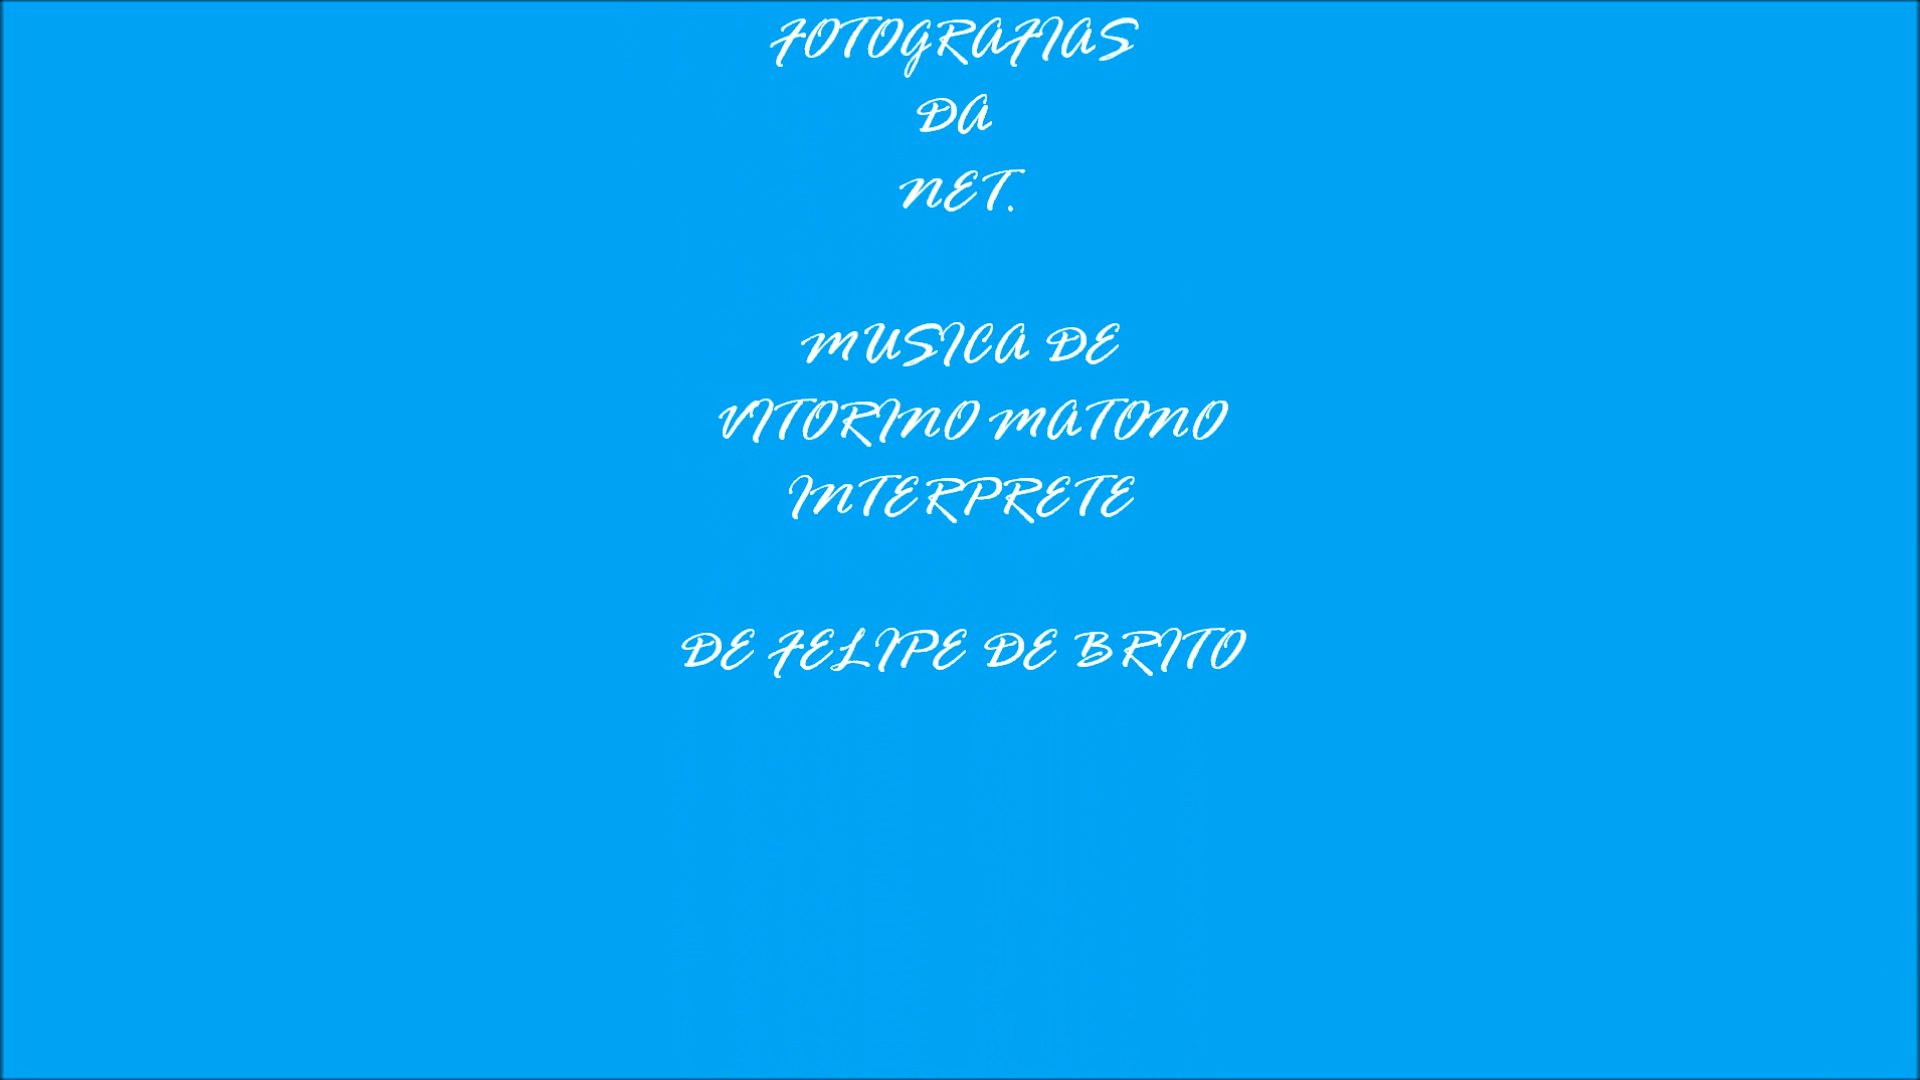 FOTOGRAFIAS
DA
NET.
MUSICA DE
VITORINO MATONO
INTERPRETE
DE FELIPE DE BRITO